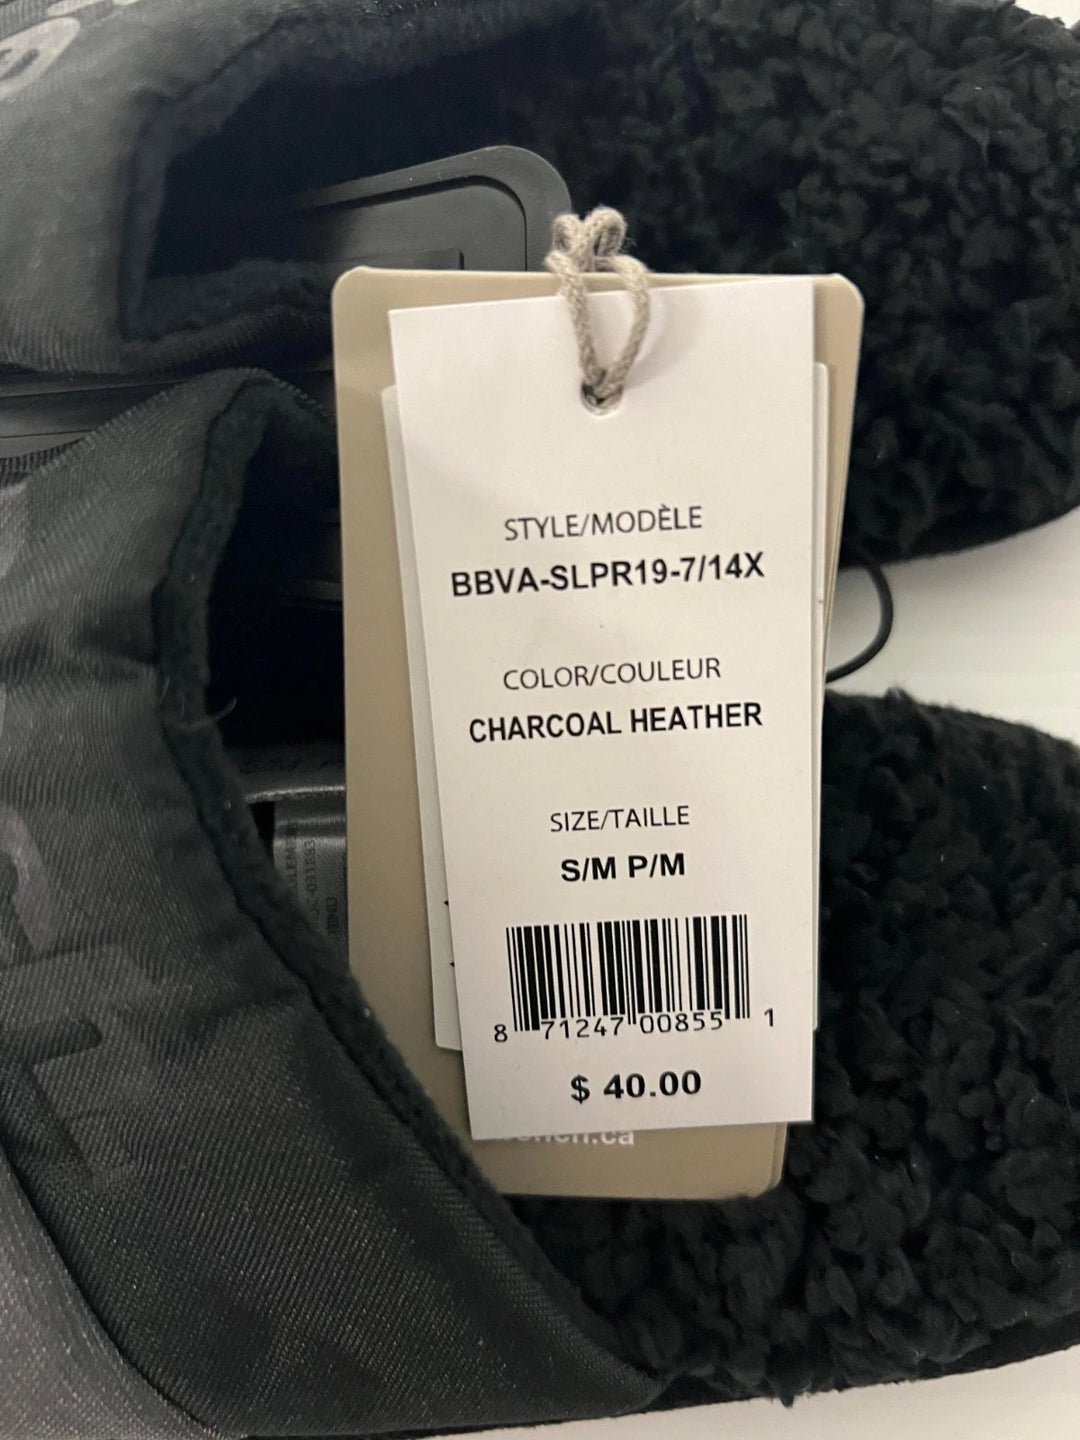 STYLE/MODÈLE
BBVA-SLPR19-7/14X
COLOR/COULEUR
CHARCOAL HEATHER
SIZE/TAILLE
S/M P/M
8 71247 00855 1
$ 40.00